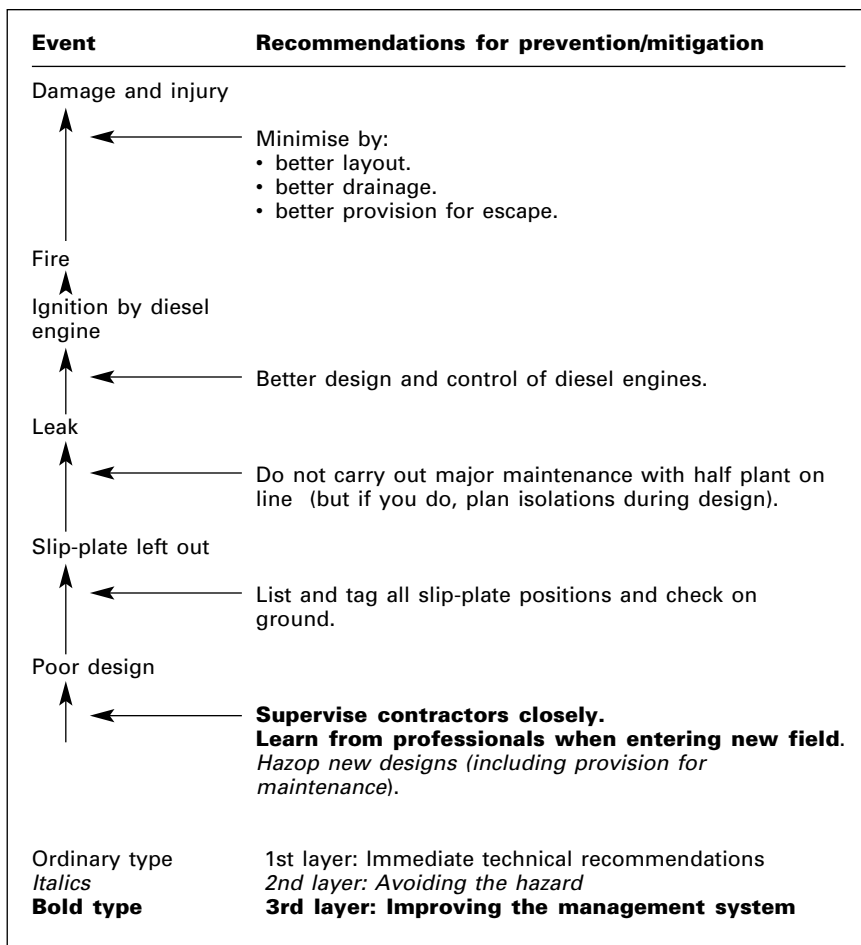 Event Recommendations for prevention/mitigation
Damage and injury
Minimise by:
• better layout.
• better drainage.
• better provision for escape.
Fire
Ignition by diesel
engine
Better design and control of diesel engines.
Leak
Do not carry out major maintenance with half plant on
line (but if you do, plan isolations during design).
Slip-plate left out
List and tag all slip-plate positions and check on
ground.
Poor design
Supervise contractors closely.
Learn from professionals when entering new field.
Hazop new designs (including provision for
maintenance).
Ordinary type 1st layer: Immediate technical recommendations
Italics 2nd layer: Avoiding the hazard
Bold type 3rd layer: Improving the management system